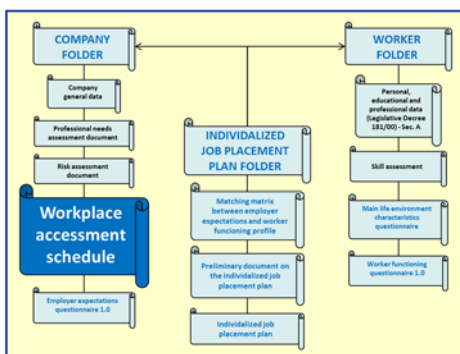 COMPANY
FOLDER
Company
general data
Professional needs
assessment document
Risk assessment
document
Workplace
accessment
schedule
Employer expectations
questionnaire 1.0
INDIVIDALIZED
JOB PLACEMENT
PLAN FOLDER
Matching matrix
between employer
expectations and worker
funcioning profile
Preliminary document on
the individualized job
placement plan
Individualized job
placement plan
WORKER
FOLDER
Personal,
educational and
professional data
(Legislative Decree
181/00) - Sec. A
Skill assessment
Main life environment
characteristics
questionnaire
Worker functioning
questionnaire 1.0